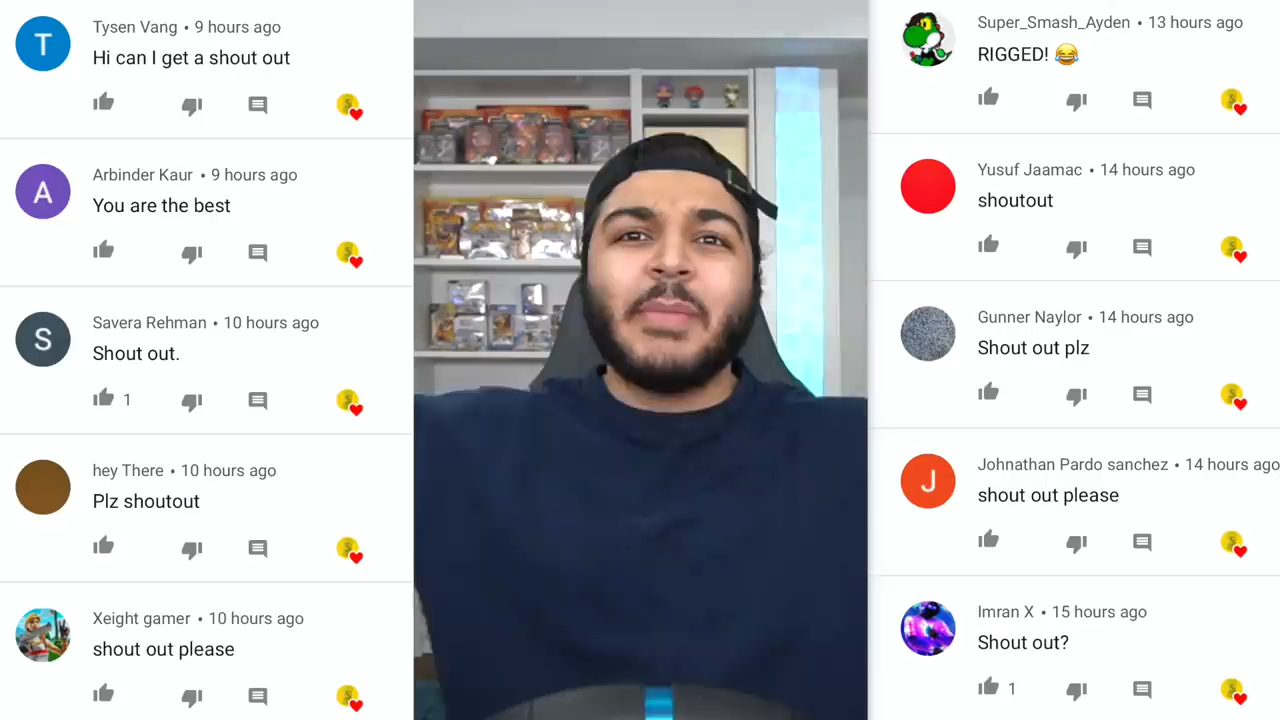 T
Tysen Vang • 9 hours ago
Hi can I get a shout out
A
Arbinder Kaur • 9 hours ago
You are the best
S
Savera Rehman • 10 hours ago
Shout out.
1
hey There • 10 hours ago
Plz shoutout
Xeight gamer • 10 hours ago
shout out please
Super_Smash_Ayden • 13 hours ago
RIGGED! 😂
Yusuf Jaamac • 14 hours ago
shoutout
Gunner Naylor • 14 hours ago
Shout out plz
J
Johnathan Pardo sanchez • 14 hours ago
shout out please
Imran X • 15 hours ago
Shout out?
1